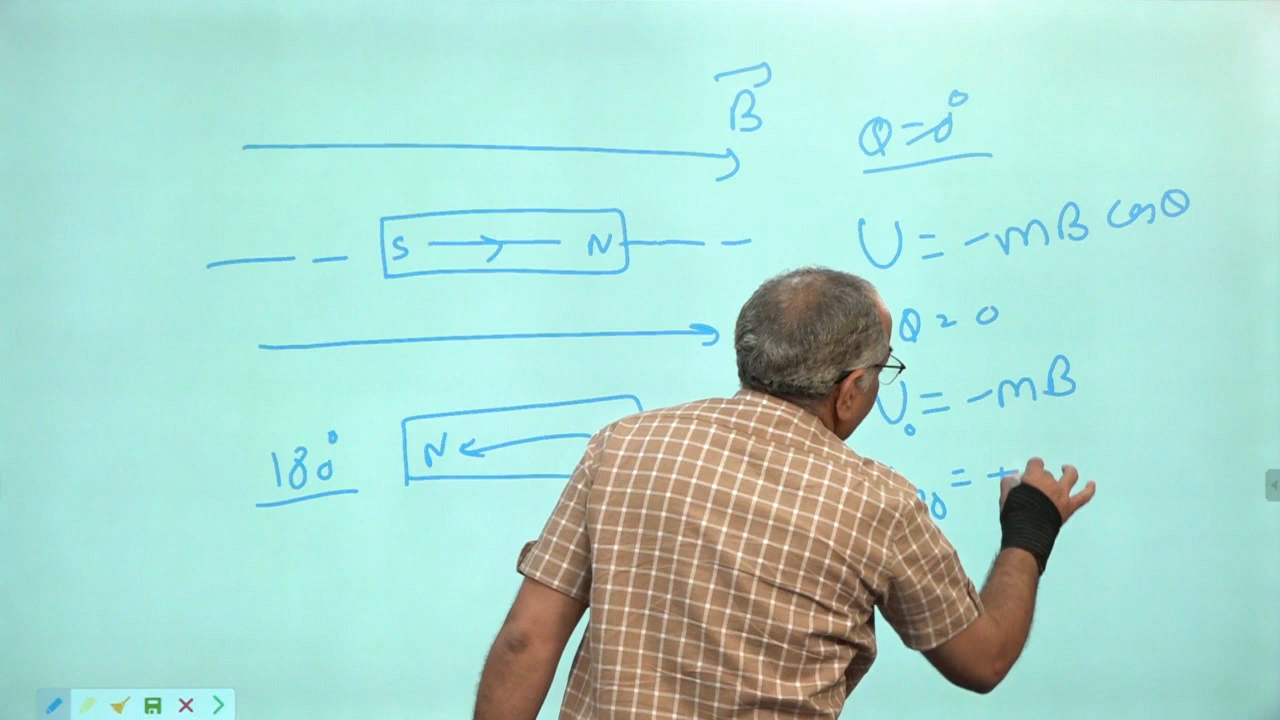 B
θ = 0°
U = -mB cosθ
S N
θ = 0
U₀ = -mB
180°
N
= +